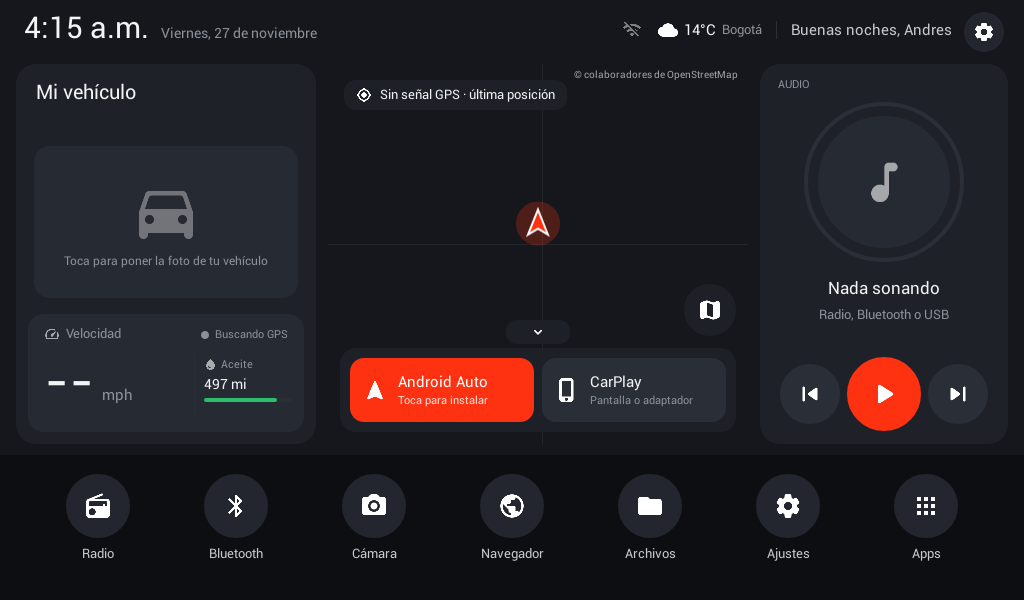 4:15 a.m. Viernes, 27 de noviembre
14°C Bogotá
Buenas noches, Andres
Mi vehículo
Toca para poner la foto de tu vehículo
Velocidad
Buscando GPS
-- mph
Aceite
497 mi
© colaboradores de OpenStreetMap
Sin señal GPS · última posición
Android Auto
Toca para instalar
CarPlay
Pantalla o adaptador
AUDIO
Nada sonando
Radio, Bluetooth o USB
Radio
Bluetooth
Cámara
Navegador
Archivos
Ajustes
Apps